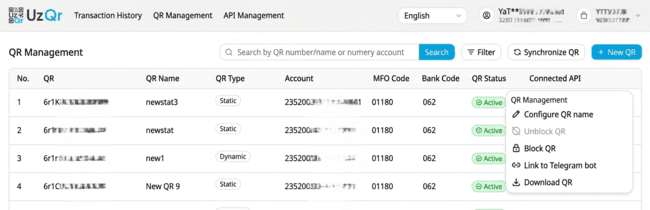 UzQr
Transaction History QR Management API Management English
QR Management
Search by QR number/name or numery account Search Filter Synchronize QR + New QR
No. QR QR Name QR Type Account MFO Code Bank Code QR Status Connected API
1 newstat3 Static 01180 062 Active
QR Management
Configure QR name
2 newstat Static 01180 062 Active
Unblock QR
Block QR
3 new1 Dynamic 01180 062 Active
Link to Telegram bot
4 New QR 9 Static 01180 062 Active
Download QR